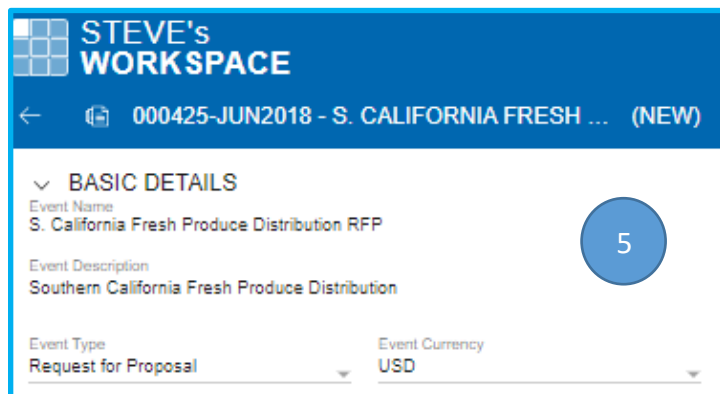 STEVE's
WORKSPACE
000425-JUN2018 - S. CALIFORNIA FRESH ... (NEW)
BASIC DETAILS
Event Name
S. California Fresh Produce Distribution RFP
5
Event Description
Southern California Fresh Produce Distribution
Event Type Event Currency
Request for Proposal USD